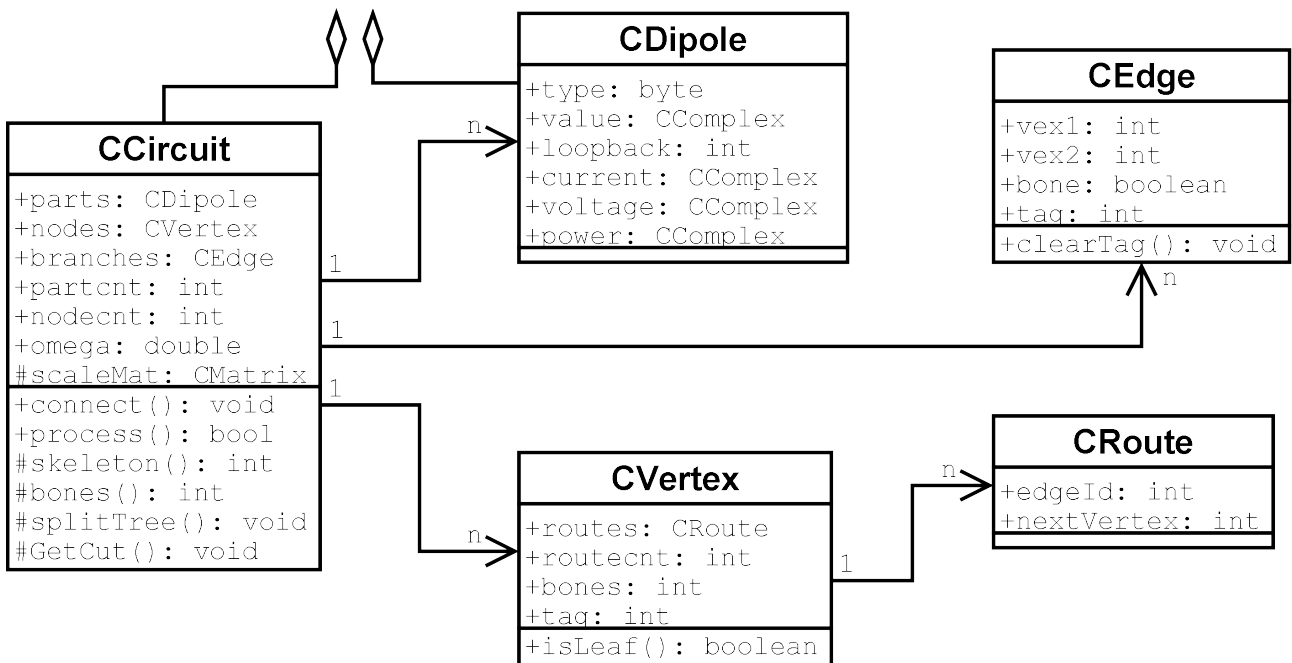 CDipole
+type: byte
+value: CComplex
+loopback: int
+current: CComplex
+voltage: CComplex
+power: CComplex
CEdge
+vex1: int
+vex2: int
+bone: boolean
+tag: int
+clearTag(): void
CCircuit
+parts: CDipole
+nodes: CVertex
+branches: CEdge
+partcnt: int
+nodecnt: int
+omega: double
#scaleMat: CMatrix
+connect(): void
+process(): bool
#skeleton(): int
#bones(): int
#splitTree(): void
#GetCut(): void
1
n
1
n
1
n
CVertex
+routes: CRoute
+routecnt: int
+bones: int
+tag: int
+isLeaf(): boolean
1
n
CRoute
+edgeId: int
+nextVertex: int